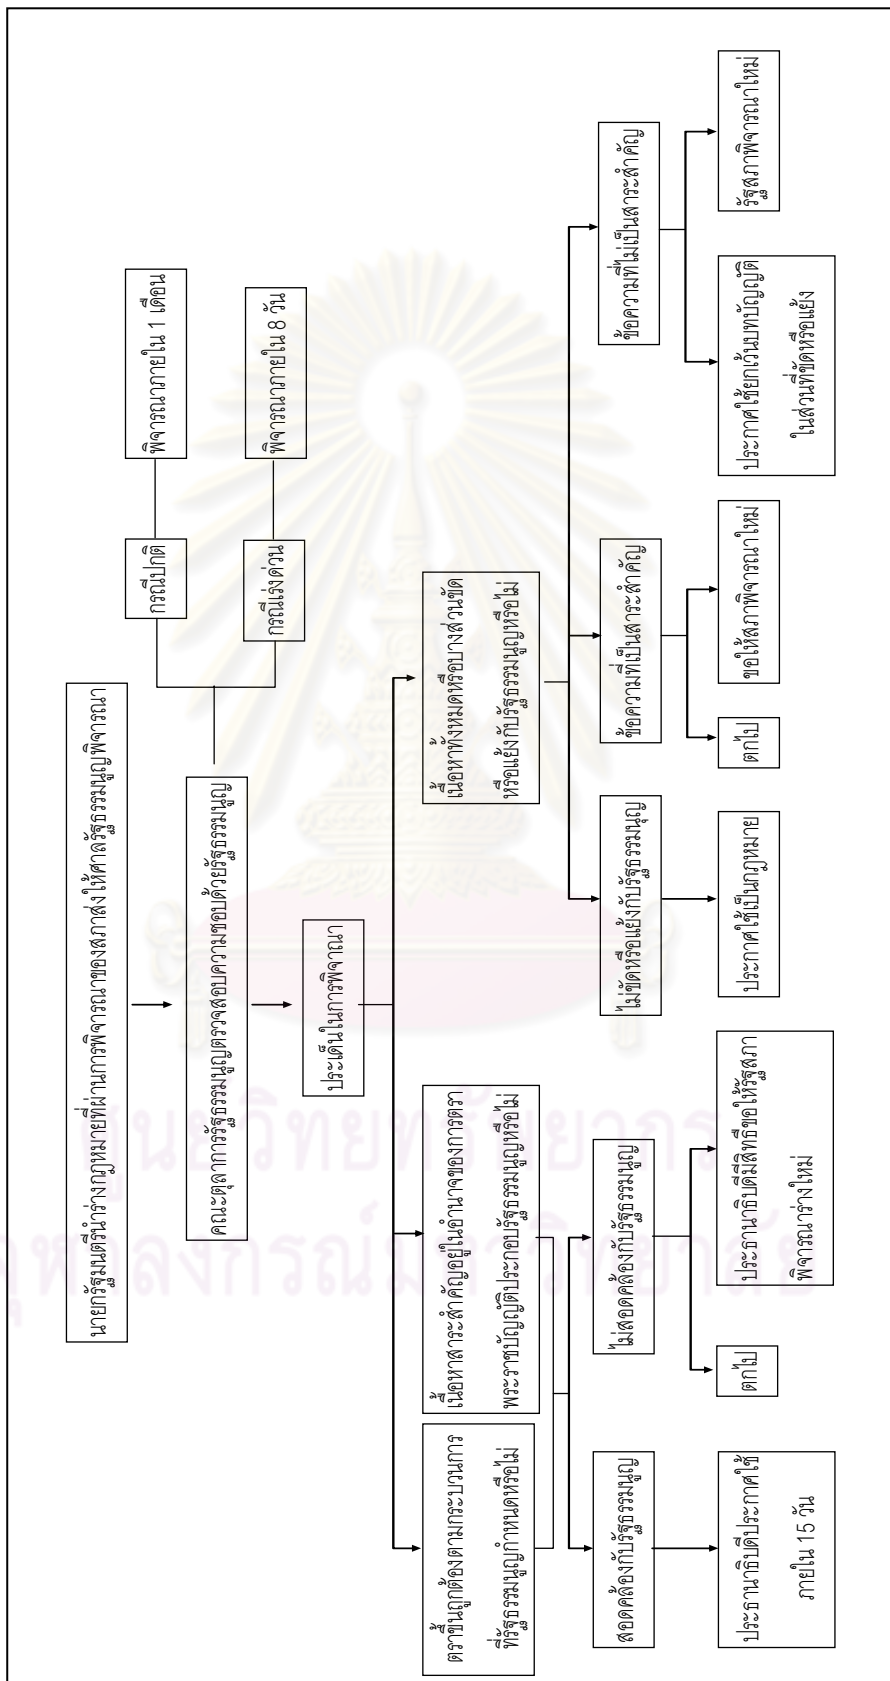 นายกรัฐมนตรีนำร่างกฎหมายที่ผ่านการพิจารณาของสภาส่งให้ศาลรัฐธรรมนูญพิจารณา
คณะตุลาการรัฐธรรมนูญตรวจสอบความชอบด้วยรัฐธรรมนูญ
กรณีปกติ
พิจารณาภายใน 1 เดือน
กรณีเร่งด่วน
พิจารณาภายใน 8 วัน
ประเด็นในการพิจาณา
ตราขึ้นถูกต้องตามกระบวนการ
ที่รัฐธรรมนูญกำหนดหรือไม่
เนื้อหาสาระสำคัญอยู่ในอำนาจของการตรา
พระราชบัญญัติประกอบรัฐธรรมนูญหรือไม่
เนื้อหาทั้งหมดหรือบางส่วนขัด
หรือแย้งกับรัฐธรรมนูญหรือไม่
สอดคล้องกับรัฐธรรมนูญ
ไม่สอดคล้องกับรัฐธรรมนูญ
ไม่ขัดหรือแย้งกับรัฐธรรมนุญ
ข้อความที่เป็นสาระสำคัญ
ข้อความที่ไม่เป็นสาระสำคัญ
ประธานาธิบดีประกาศใช้
ภายใน 15 วัน
ตกไป
ประธานาธิบดีมีสิทธิ์ขอให้รัฐสภา
พิจารณาร่างใหม่
ประกาศใช้เป็นกฎหมาย
ตกไป
ขอให้สภาพิจารณาใหม่
ประกาศใช้ยกเว้นบทบัญญัติ
ในส่วนที่ขัดหรือแย้ง
รัฐสภาพิจารณาใหม่
ศูนย์วิทยทรัพยากร
จุฬาลงกรณ์มหาวิทยาลัย